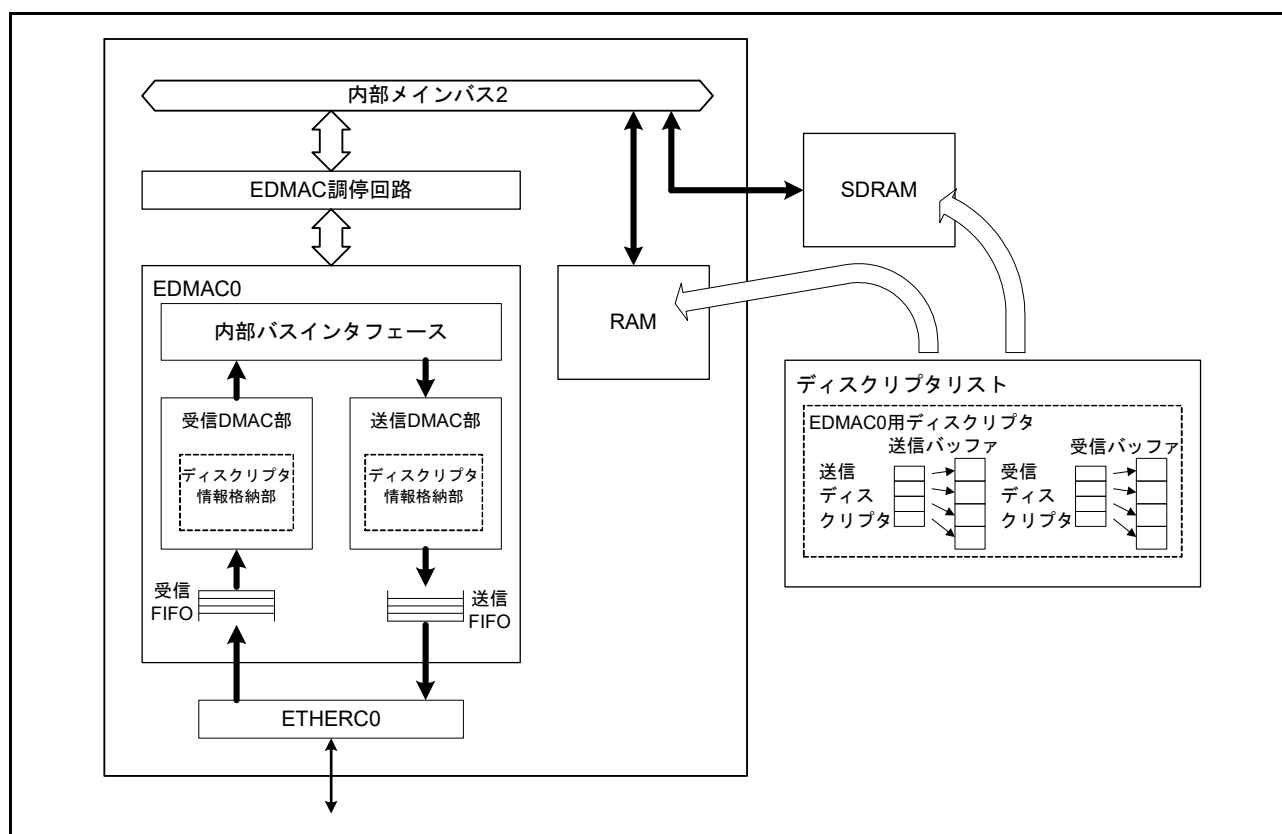 内部メインバス2
EDMAC調停回路
SDRAM
EDMAC0
内部バスインタフェース
RAM
受信DMAC部
送信DMAC部
ディスクリプタ
情報格納部
ディスクリプタ
情報格納部
受信
FIFO
送信
FIFO
ETHERC0
ディスクリプタリスト
EDMAC0用ディスクリプタ
送信バッファ
受信バッファ
送信
ディス
クリプタ
受信
ディス
クリプタ